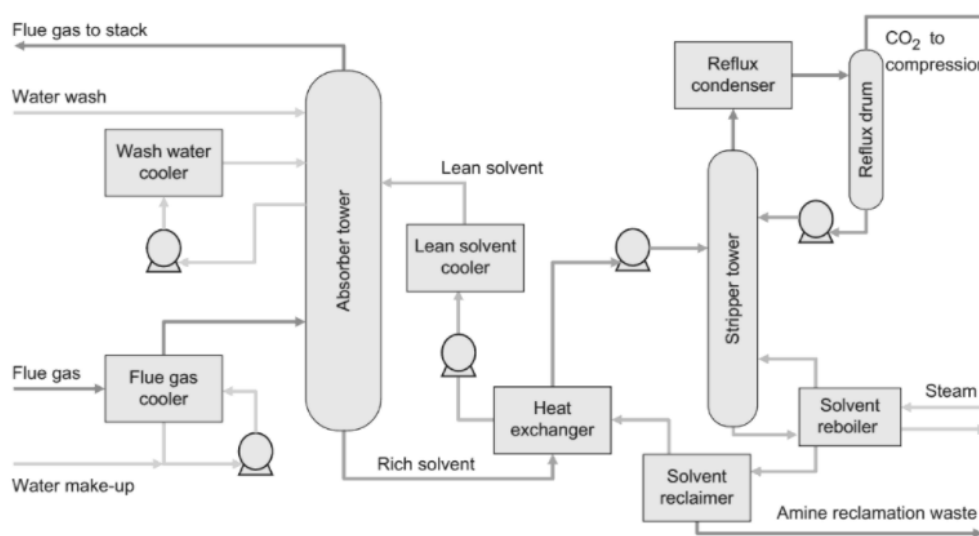 Flue gas to stack
CO2 to
compression
Reflux
condenser
Reflux drum
Water wash
Wash water
cooler
Absorber tower
Lean solvent
Lean solvent
cooler
Stripper tower
Flue gas
Flue gas
cooler
Heat
exchanger
Solvent
reboiler
Steam
Water make-up
Rich solvent
Solvent
reclaimer
Amine reclamation waste